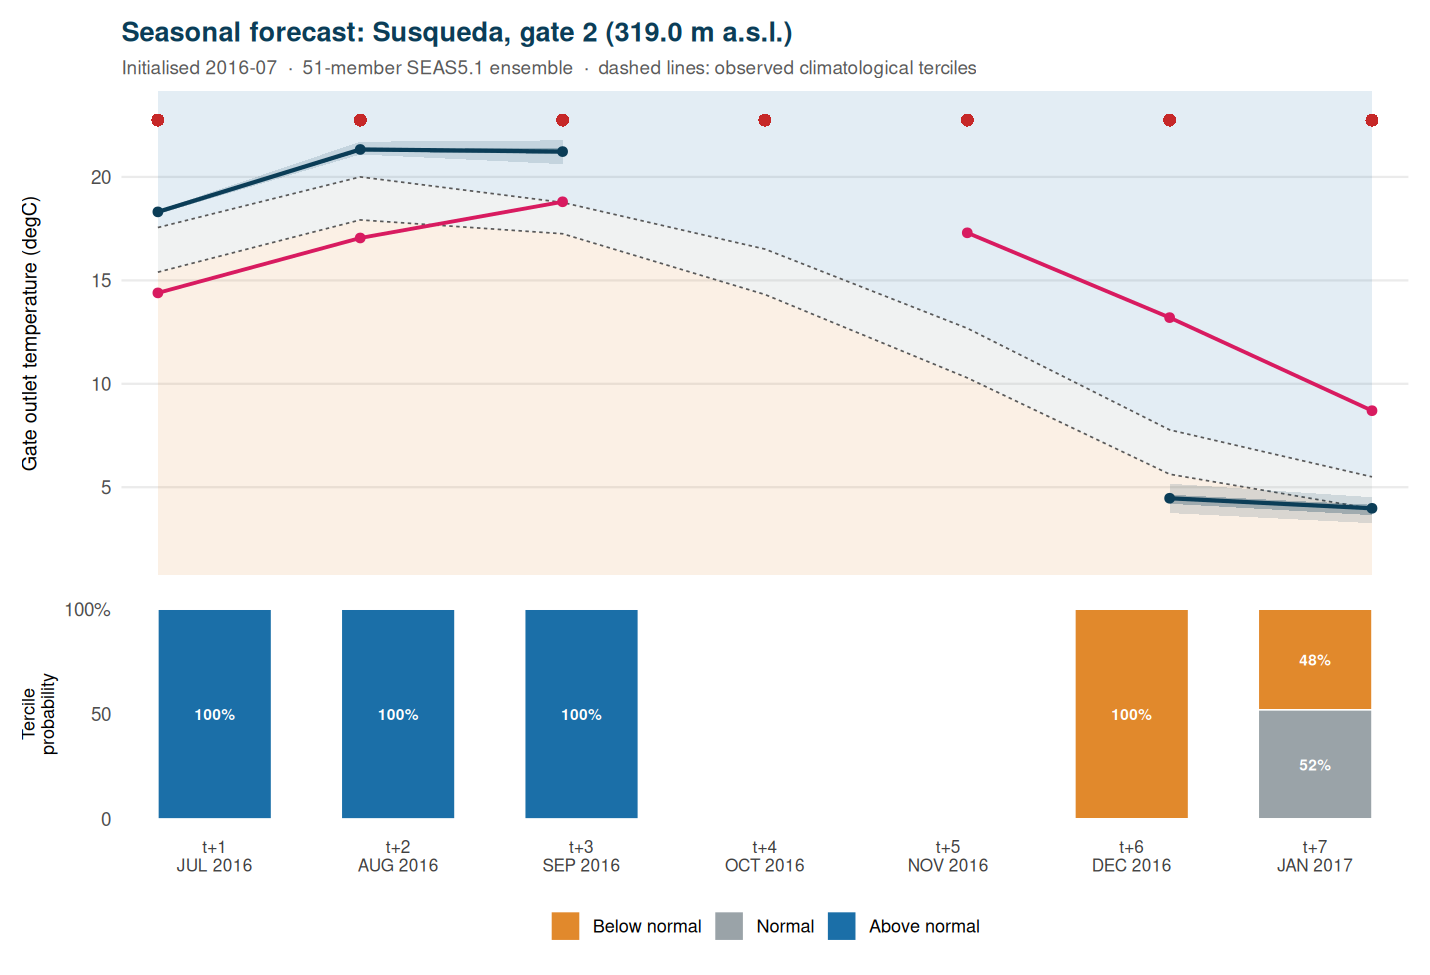 Seasonal forecast: Susqueda, gate 2 (319.0 m a.s.l.)
Initialised 2016-07 · 51-member SEAS5.1 ensemble · dashed lines: observed climatological terciles
Gate outlet temperature (degC)
20
15
10
5
Tercile
probability
100%
50
0
100%
100%
100%
100%
48%
52%
t+1
JUL 2016
t+2
AUG 2016
t+3
SEP 2016
t+4
OCT 2016
t+5
NOV 2016
t+6
DEC 2016
t+7
JAN 2017
Below normal
Normal
Above normal